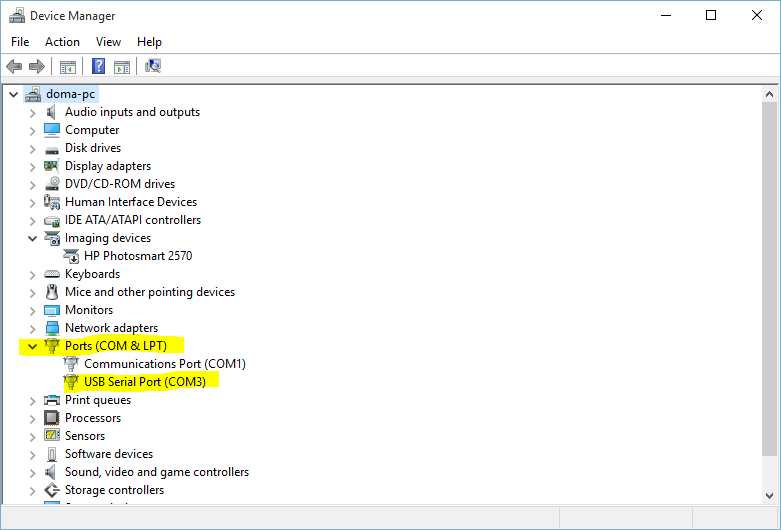 Device Manager
File Action View Help
doma-pc
Audio inputs and outputs
Computer
Disk drives
Display adapters
DVD/CD-ROM drives
Human Interface Devices
IDE ATA/ATAPI controllers
Imaging devices
HP Photosmart 2570
Keyboards
Mice and other pointing devices
Monitors
Network adapters
Ports (COM & LPT)
Communications Port (COM1)
USB Serial Port (COM3)
Print queues
Processors
Sensors
Software devices
Sound, video and game controllers
Storage controllers